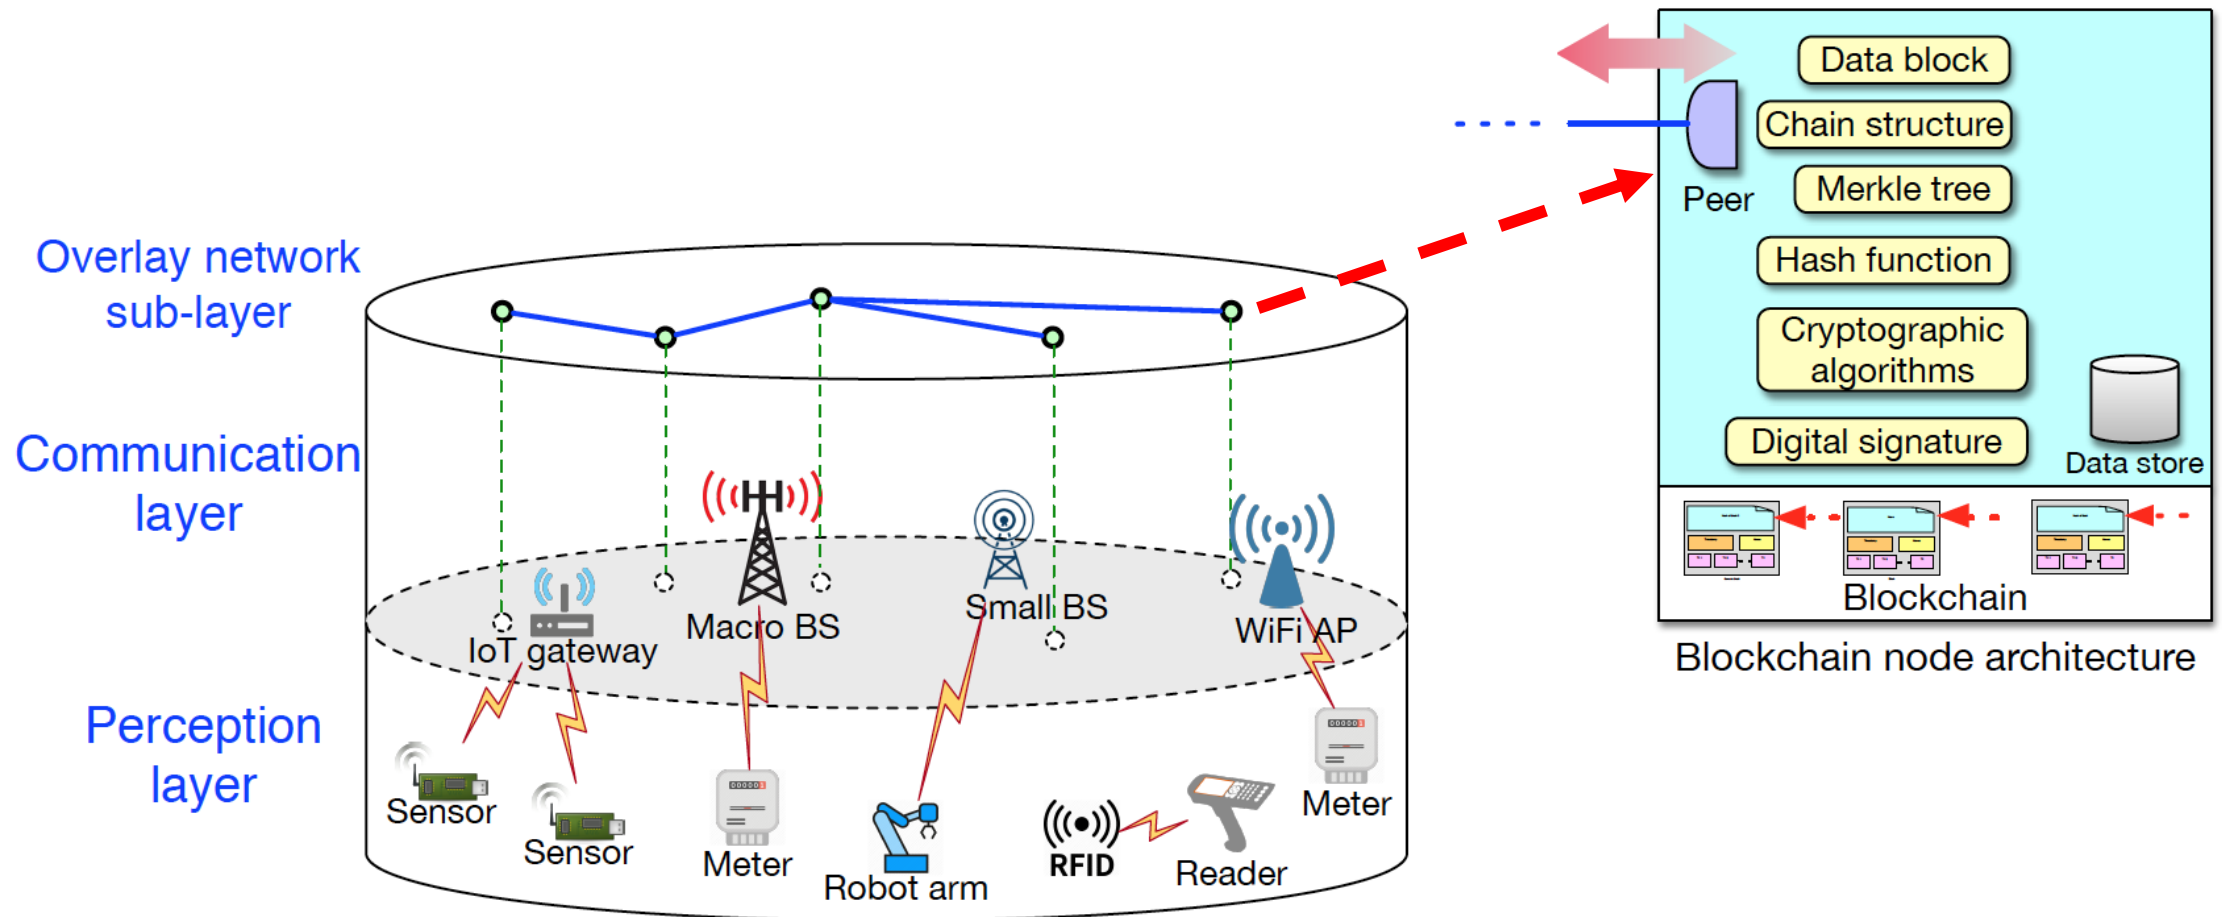 Overlay network
sub-layer
Communication
layer
Perception
layer
IoT gateway
Macro BS
Small BS
WiFi AP
Sensor
Sensor
Meter
Robot arm
RFID
Reader
Meter
Data block
Chain structure
Peer
Merkle tree
Hash function
Cryptographic
algorithms
Digital signature
Data store
Blockchain
Blockchain node architecture